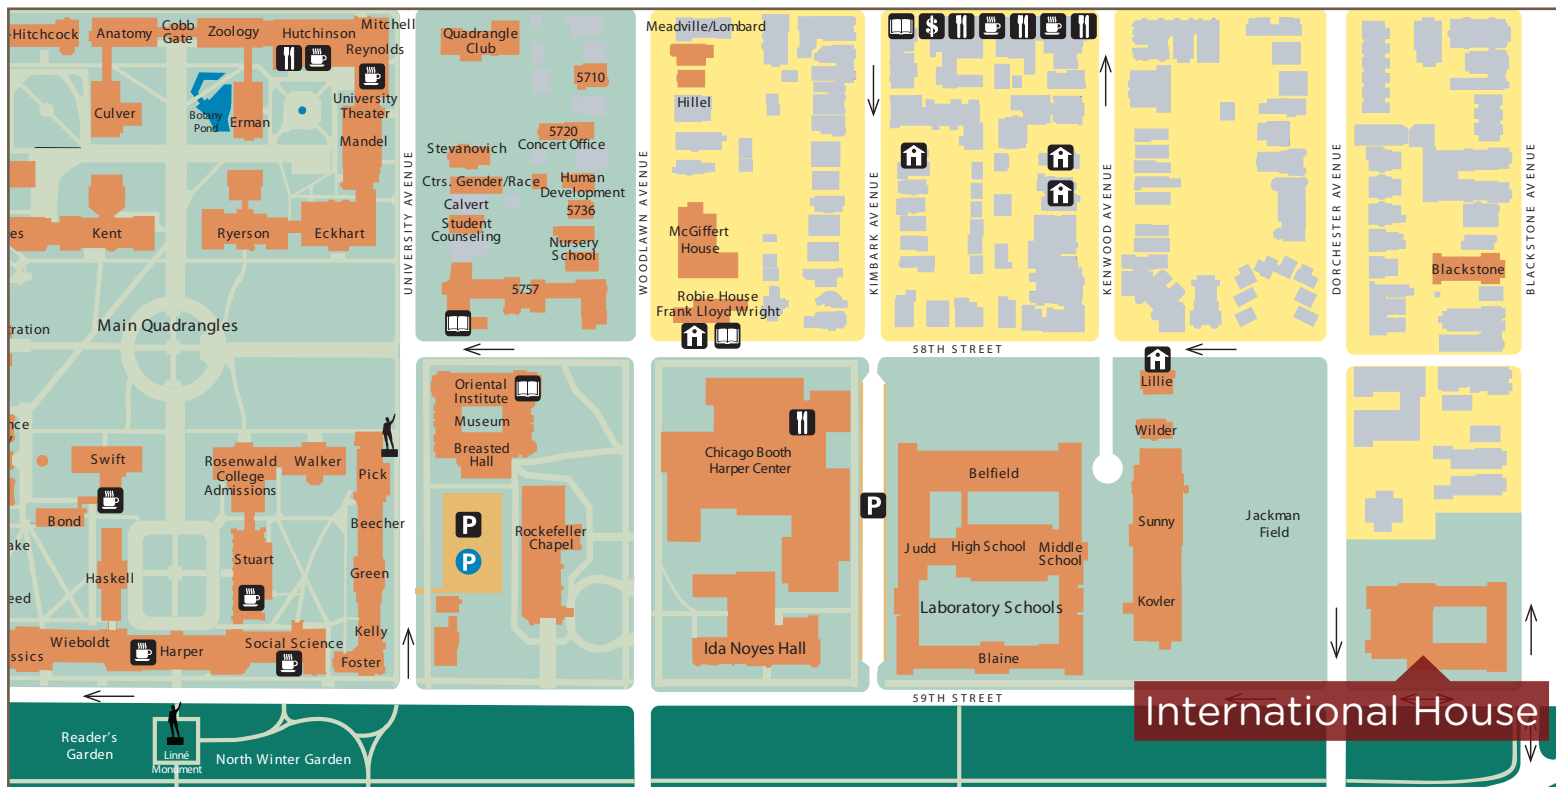 -Hitchcock
Anatomy
Cobb
Gate
Zoology
Hutchinson
Mitchell
Reynolds
University
Theater
Mandel
Culver
Botany
Pond
Erman
es
Kent
Ryerson
Eckhart
tration
Main Quadrangles
nce
y
Swift
Rosenwald
College
Admissions
Walker
Pick
Bond
Beecher
ake
Haskell
Stuart
Green
eed
Wieboldt
Harper
Social Science
Kelly
Foster
ssics
Reader's
Garden
Linné
Monument
North Winter Garden
UNIVERSITY AVENUE
Quadrangle
Club
5710
5720
Concert Office
Stevanovich
Ctrs. Gender/Race
Human
Development
Calvert
5736
Student
Counseling
Nursery
School
5757
Oriental
Institute
Museum
Breasted
Hall
P
P
Rockefeller
Chapel
WOODLAWN AVENUE
Meadville/Lombard
Hillel
McGiffert
House
Robie House
Frank Lloyd Wright
Chicago Booth
Harper Center
Ida Noyes Hall
KIMBARK AVENUE
$
58TH STREET
P
Belfield
Judd
High School
Middle
School
Laboratory Schools
Blaine
59TH STREET
KENWOOD AVENUE
Lillie
Wilder
Sunny
Kovler
Jackman
Field
DORCHESTER AVENUE
Blackstone
BLACKSTONE AVENUE
International House